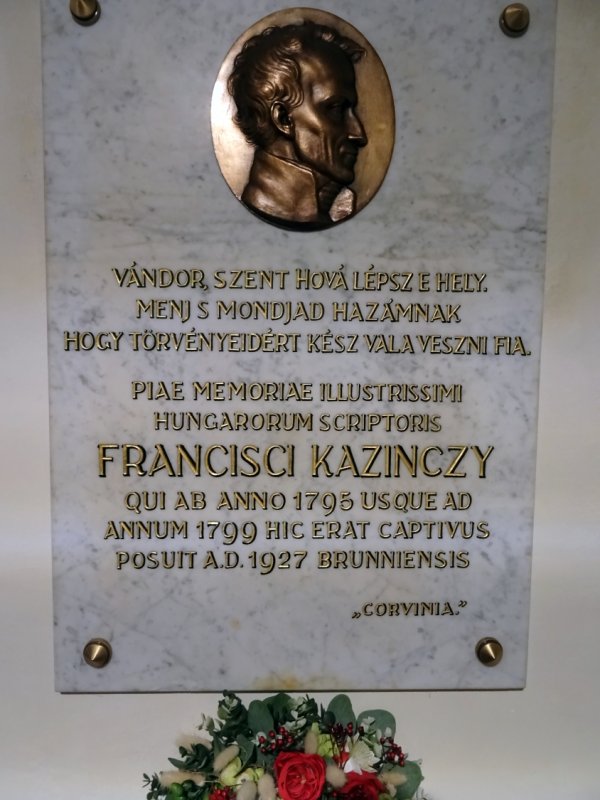 VÁNDOR, SZENT HOVÁ LÉPSZ E HELY.
MENJ S MONDJAD HAZÁMNAK
HOGY TÖRVÉNYEIDÉRT KÉSZ VALA VESZNI FIA.
PIAE MEMORIAE ILLUSTRISSIMI
HUNGARORUM SCRIPTORIS
FRANCISCI KAZINCZY
QUI AB ANNO 1795 USQUE AD
ANNUM 1799 HIC ERAT CAPTIVUS
POSUIT A.D. 1927 BRUNNIENSIS
„CORVINIA.”